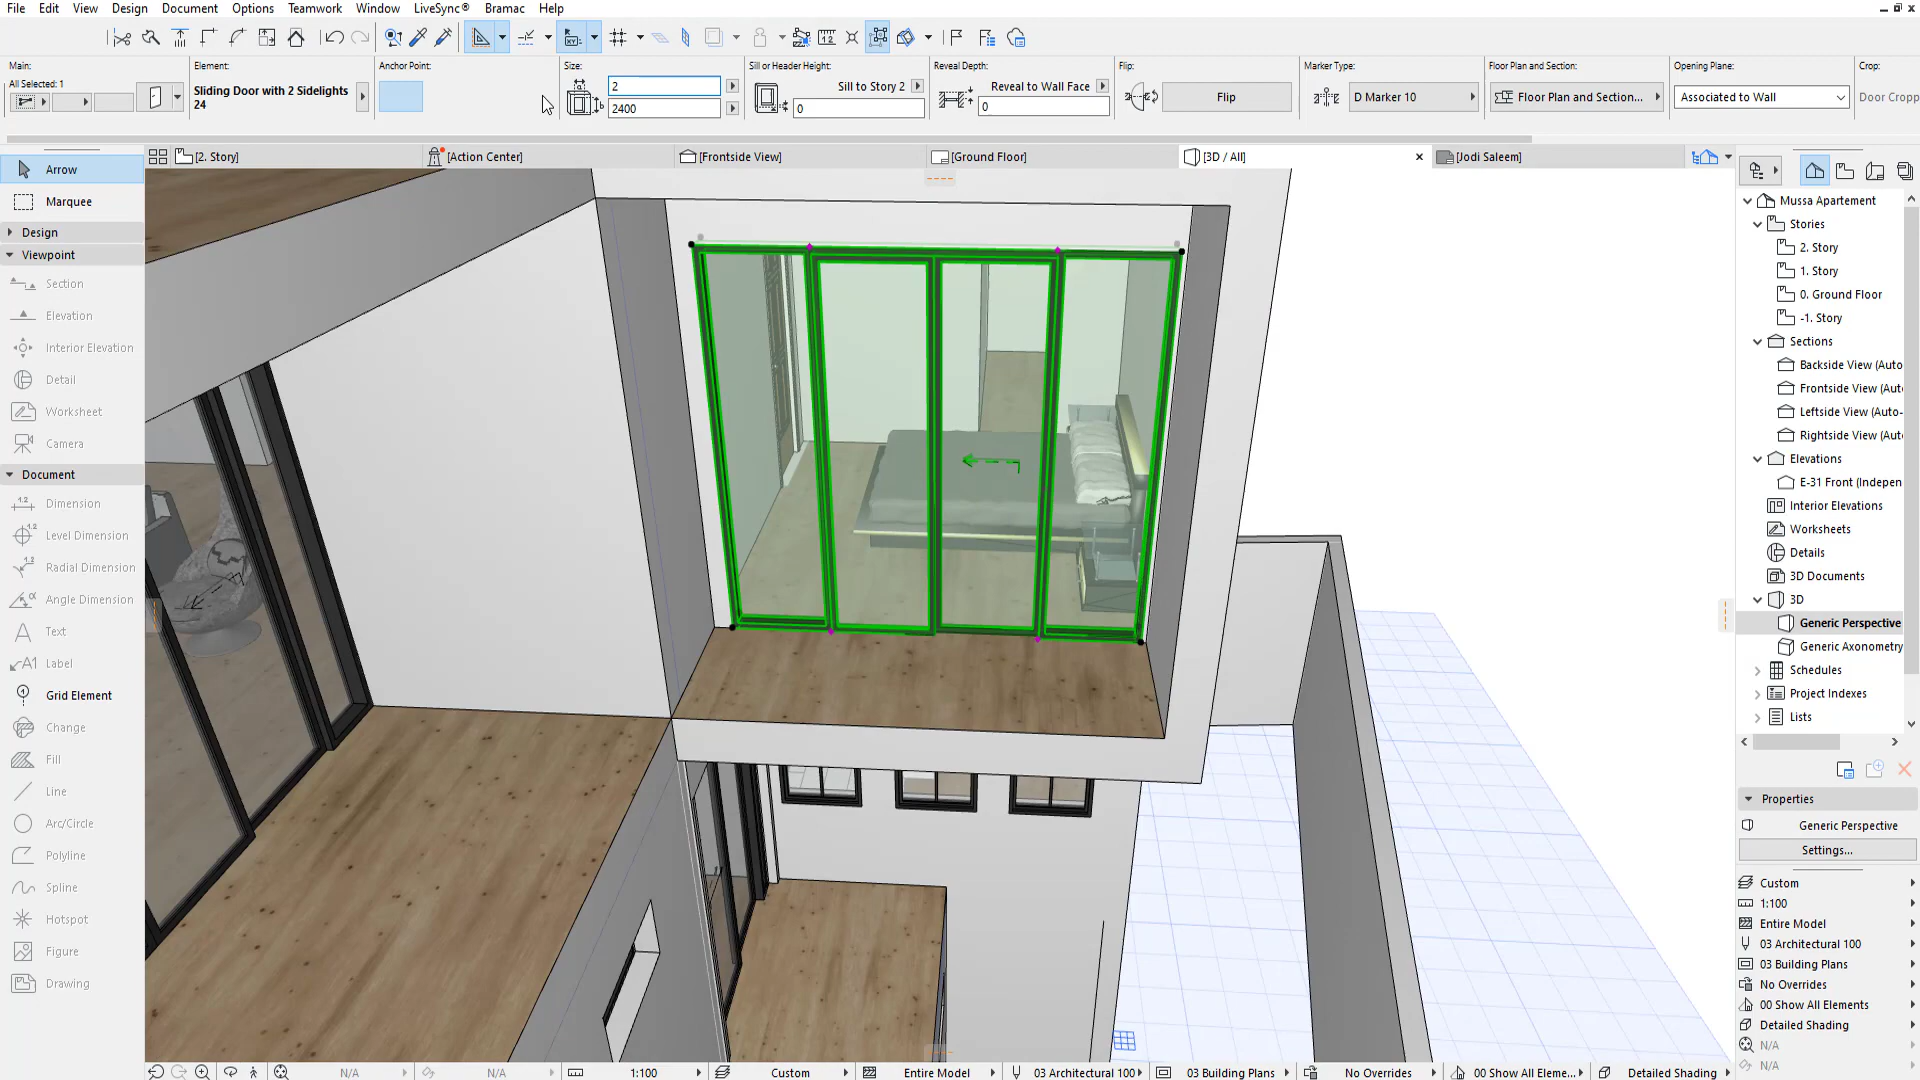 File Edit View Design Document Options Teamwork Window LiveSync® Bramac Help
Main: Element: Anchor Point: Size: Sill or Header Height: Reveal Depth: Flip: Marker Type: Floor Plan and Section: Opening Plane: Crop:
All Selected: 1
Sliding Door with 2 Sidelights 24
2
2400
Sill to Story 2
0
Reveal to Wall Face
0
Flip
D Marker 10
Floor Plan and Section...
Associated to Wall
Door Cropp
[2. Story] [Action Center] [Frontside View] [Ground Floor] [3D / All] [Jodi Saleem]
Arrow
Marquee
Design
Viewpoint
Section
Elevation
Interior Elevation
Detail
Worksheet
Camera
Document
Dimension
Level Dimension
Radial Dimension
Angle Dimension
Text
Label
Grid Element
Change
Fill
Line
Arc/Circle
Polyline
Spline
Hotspot
Figure
Drawing
Mussa Apartement
Stories
2. Story
1. Story
0. Ground Floor
-1. Story
Sections
Backside View (Auto
Frontside View (Aut
Leftside View (Auto-
Rightside View (Aut
Elevations
E-31 Front (Indepen
Interior Elevations
Worksheets
Details
3D Documents
3D
Generic Perspective
Generic Axonometry
Schedules
Project Indexes
Lists
Properties
Generic Perspective
Settings...
Custom
1:100
Entire Model
03 Architectural 100
03 Building Plans
No Overrides
00 Show All Elements
Detailed Shading
N/A
N/A
N/A N/A 1:100 Custom Entire Model 03 Architectural 100 03 Building Plans No Overrides 00 Show All Eleme... Detailed Shading